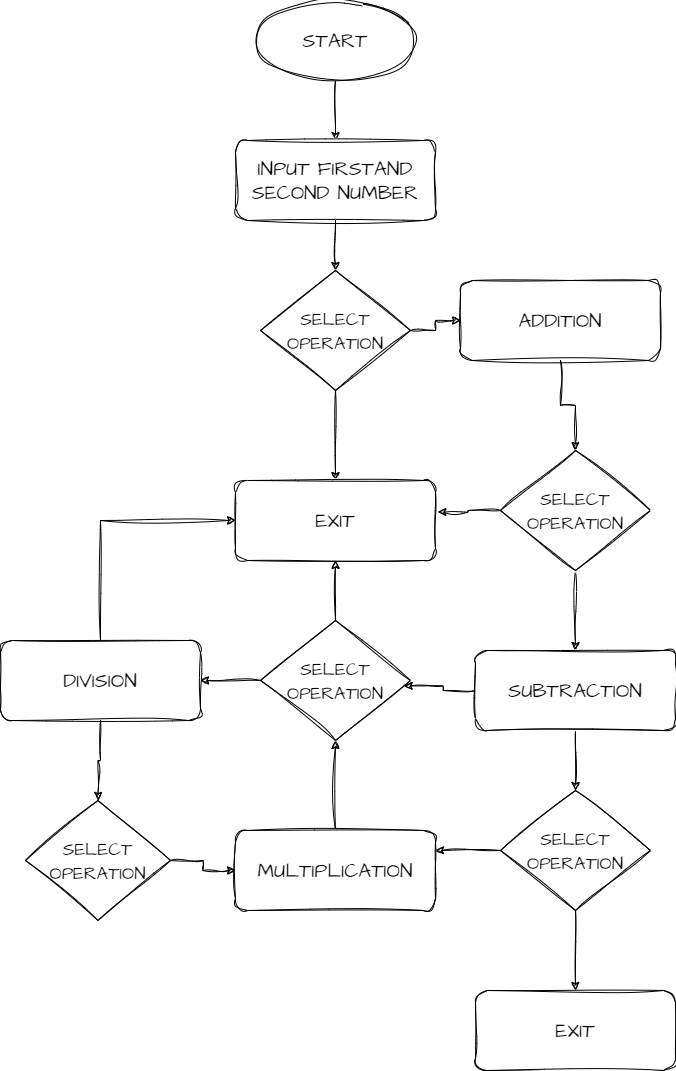 START
INPUT FIRSTAND
SECOND NUMBER
SELECT
OPERATION
ADDITION
SELECT
OPERATION
EXIT
SELECT
OPERATION
DIVISION
SUBTRACTION
SELECT
OPERATION
SELECT
OPERATION
MULTIPLICATION
EXIT